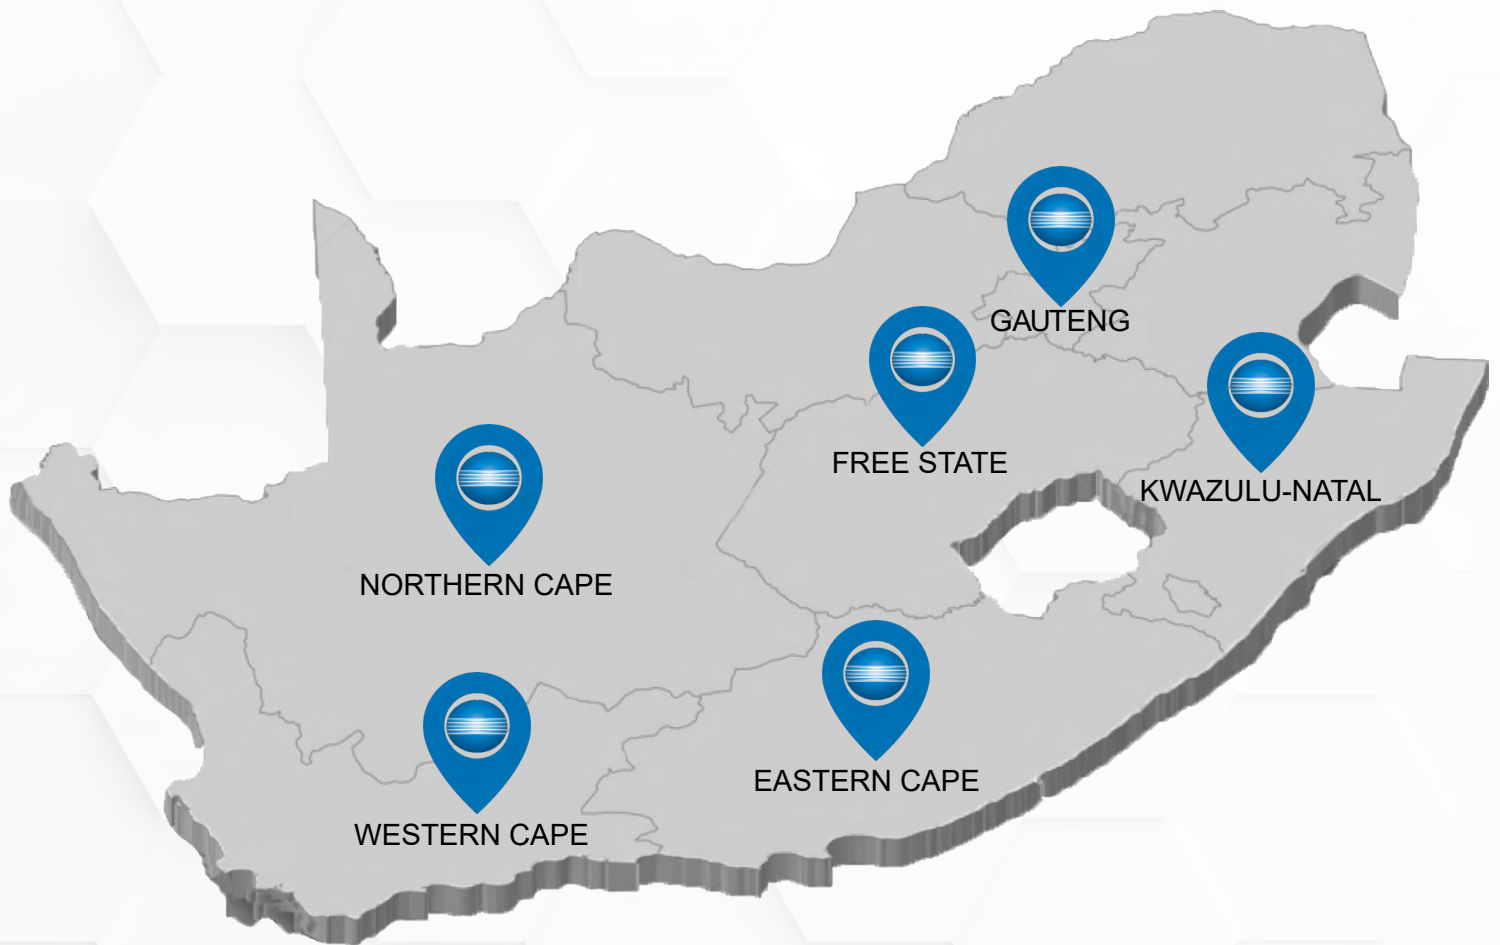 GAUTENG
FREE STATE
KWAZULU-NATAL
NORTHERN CAPE
EASTERN CAPE
WESTERN CAPE